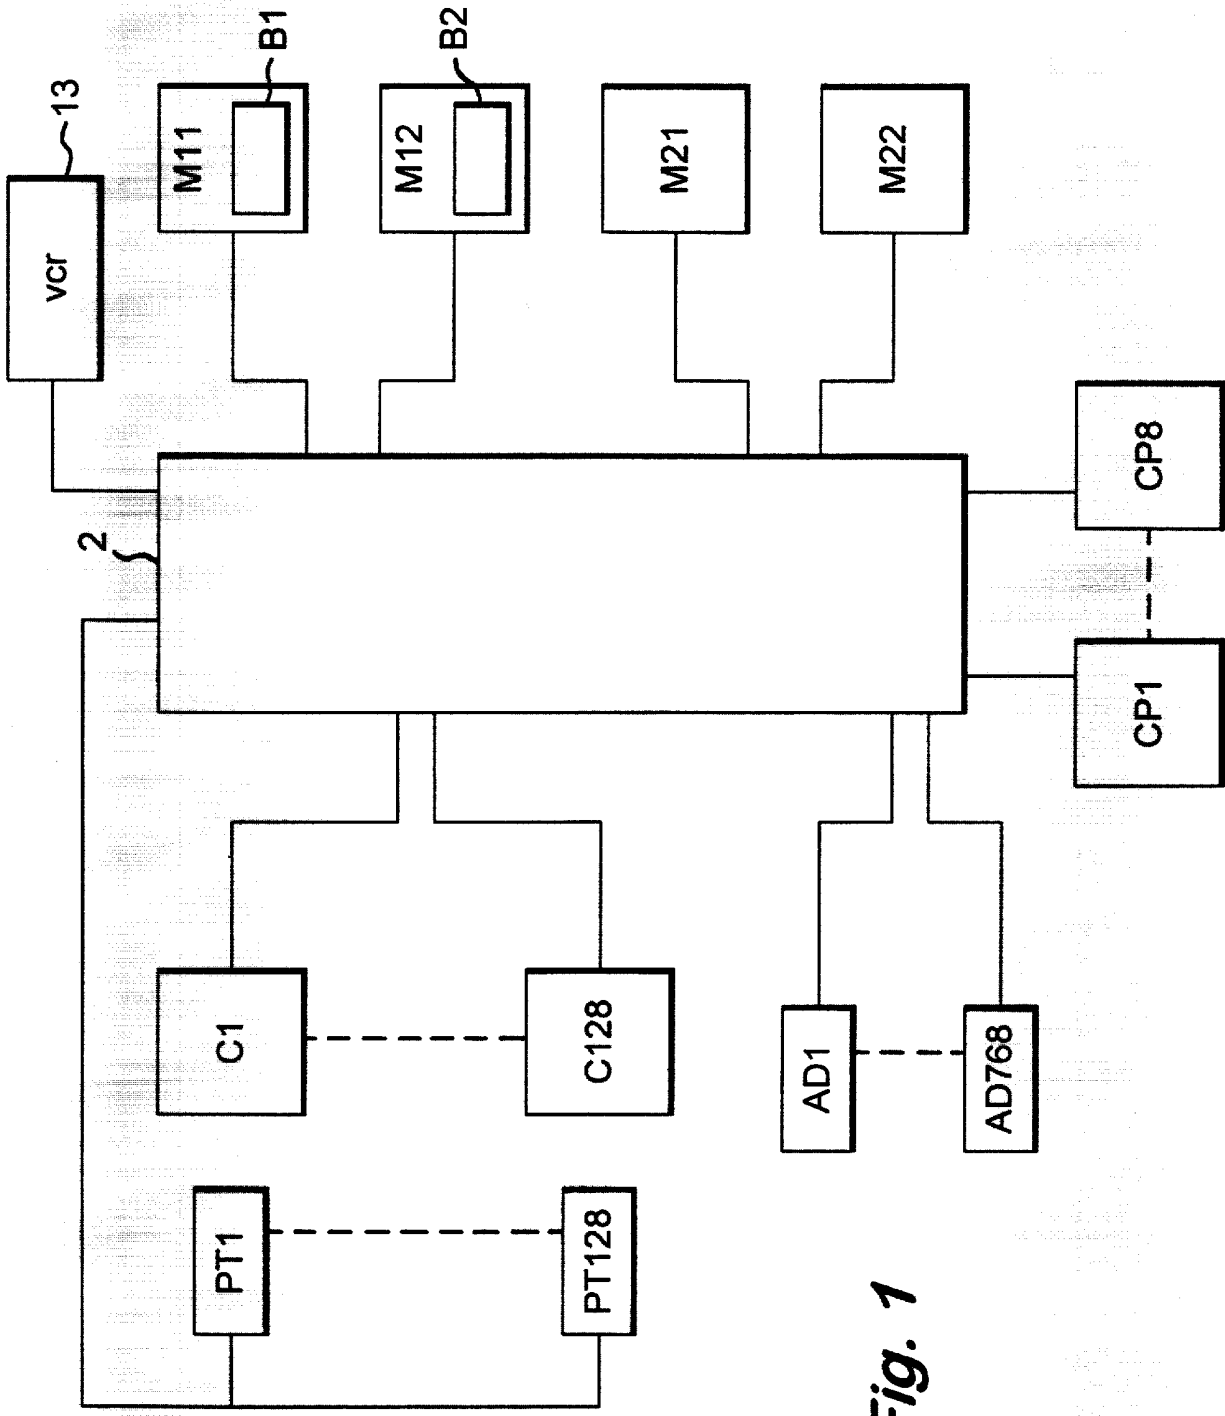 PT1
PT128
C1
C128
AD1
AD768
2
CP1
CP8
vcr
13
M11
B1
M12
B2
M21
M22
Fig. 1